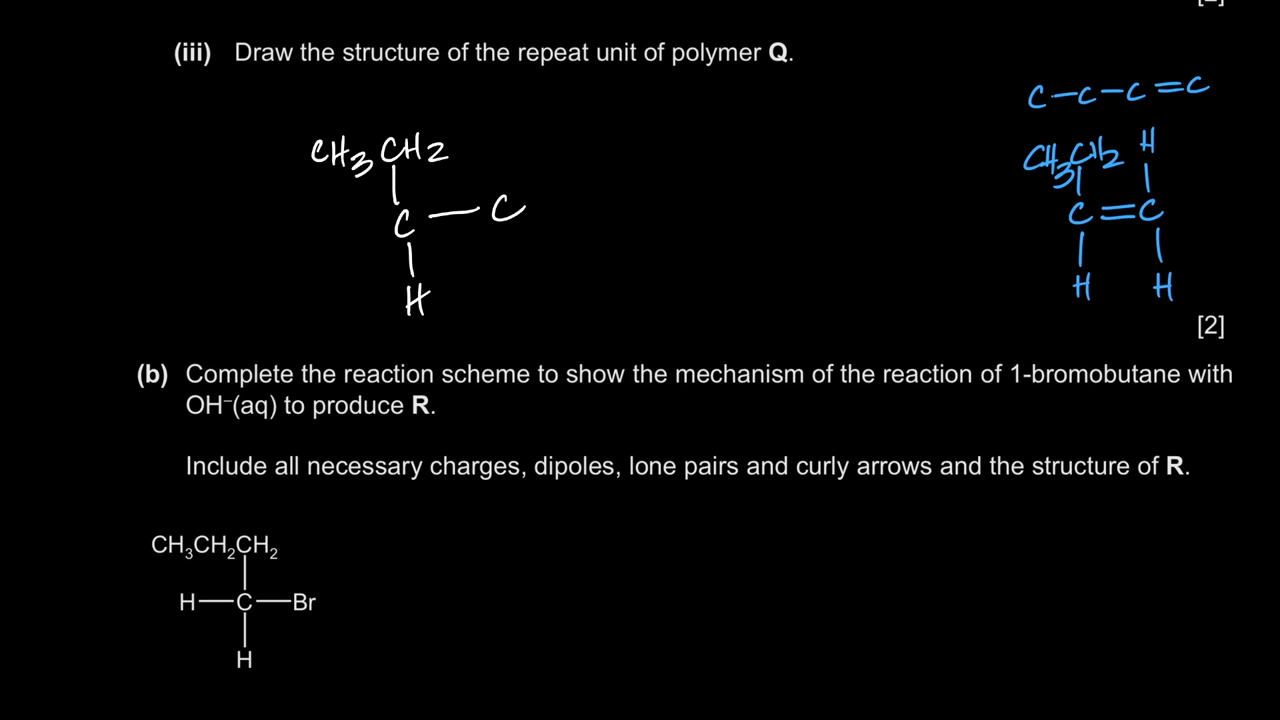 [2]
(iii) Draw the structure of the repeat unit of polymer Q.
C-C-C=C
CH3CH2
C-C
H
CH3CH2 H
C=C
H H
[2]
(b) Complete the reaction scheme to show the mechanism of the reaction of 1-bromobutane with
OH⁻(aq) to produce R.
Include all necessary charges, dipoles, lone pairs and curly arrows and the structure of R.
CH₃CH₂CH₂
H-C-Br
H